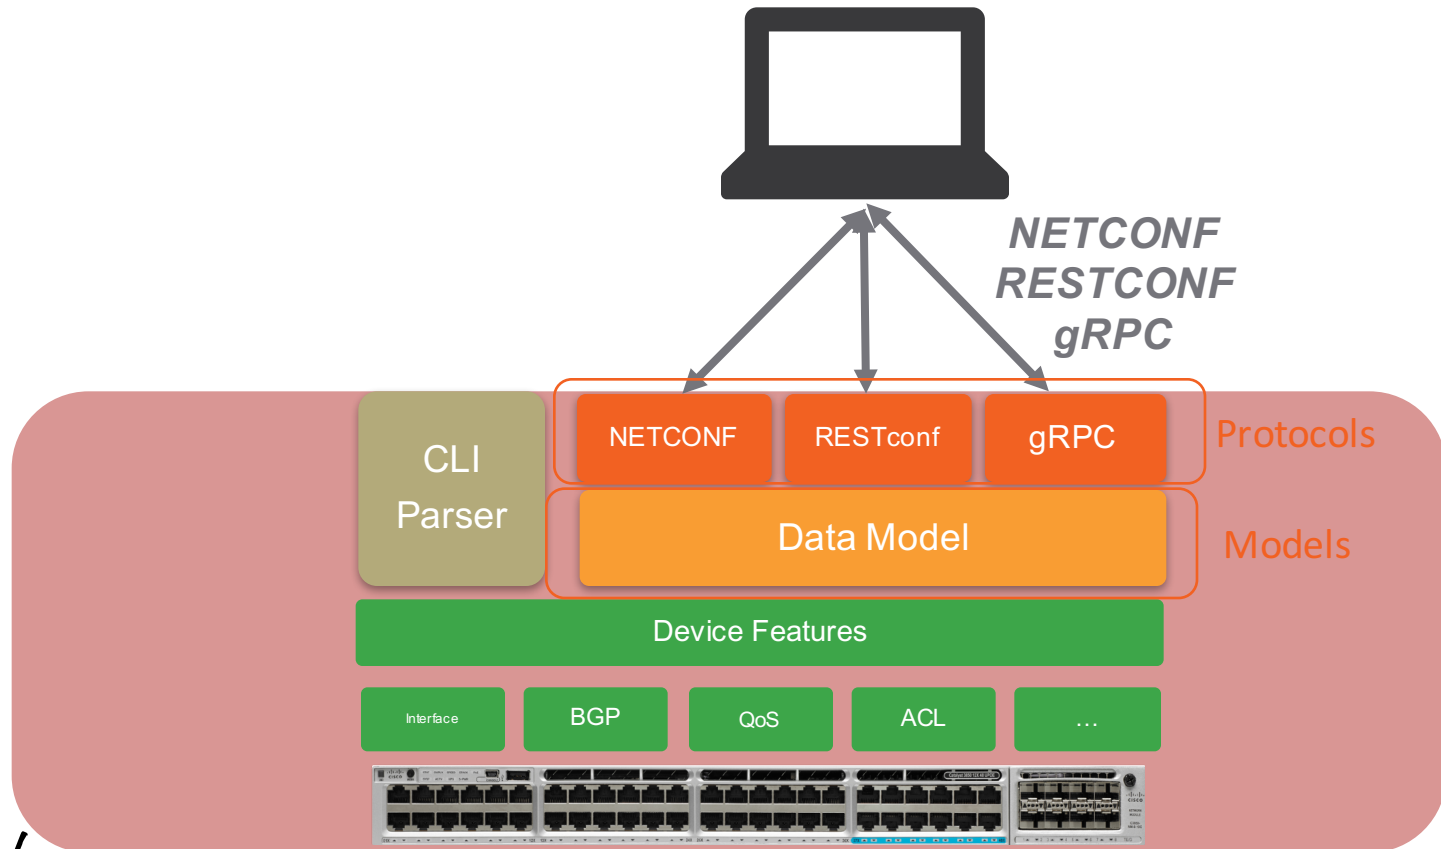 NETCONF
RESTCONF
gRPC
CLI
Parser
NETCONF
RESTconf
gRPC
Protocols
Data Model
Models
Device Features
Interface
BGP
QoS
ACL
...